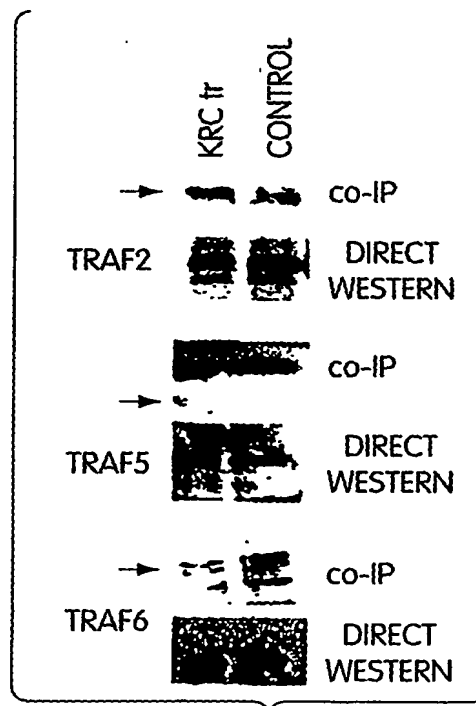 KRC tr CONTROL
co-IP
TRAF2 DIRECT
WESTERN
co-IP
TRAF5 DIRECT
WESTERN
co-IP
TRAF6 DIRECT
WESTERN